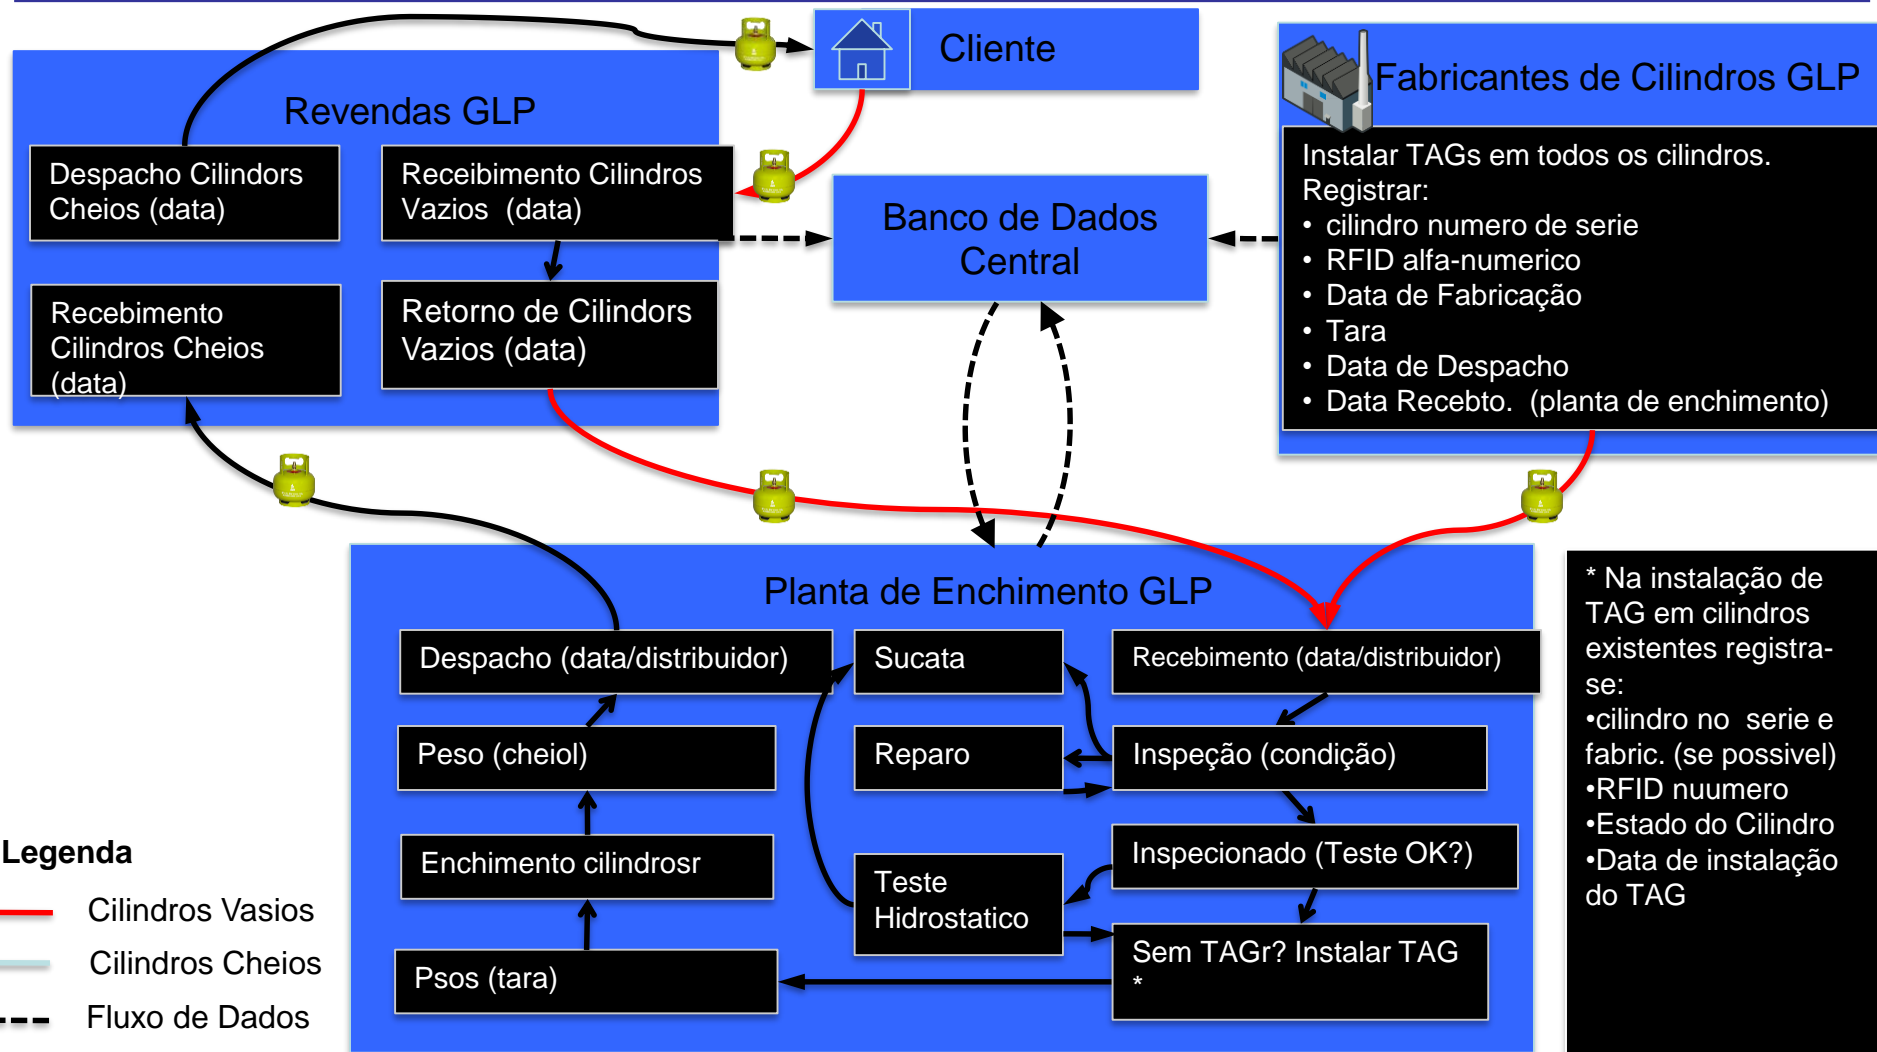 Cliente
Revendas GLP
Despacho Cilindors
Cheios (data)
Receibimento Cilindros
Vazios (data)
Recebimento
Cilindros Cheios
(data)
Retorno de Cilindors
Vazios (data)
Banco de Dados
Central
Fabricantes de Cilindros GLP
Instalar TAGs em todos os cilindros.
Registrar:
• cilindro numero de serie
• RFID alfa-numerico
• Data de Fabricação
• Tara
• Data de Despacho
• Data Recebto. (planta de enchimento)
Planta de Enchimento GLP
Despacho (data/distribuidor)
Sucata
Recebimento (data/distribuidor)
Peso (cheiol)
Reparo
Inspeção (condição)
Enchimento cilindrosr
Teste
Hidrostatico
Inspecionado (Teste OK?)
Psos (tara)
Sem TAGr? Instalar TAG
*
* Na instalação de
TAG em cilindros
existentes registra-
se:
•cilindro no serie e
fabric. (se possivel)
•RFID nuumero
•Estado do Cilindro
•Data de instalação
do TAG
Legenda
Cilindros Vasios
Cilindros Cheios
Fluxo de Dados